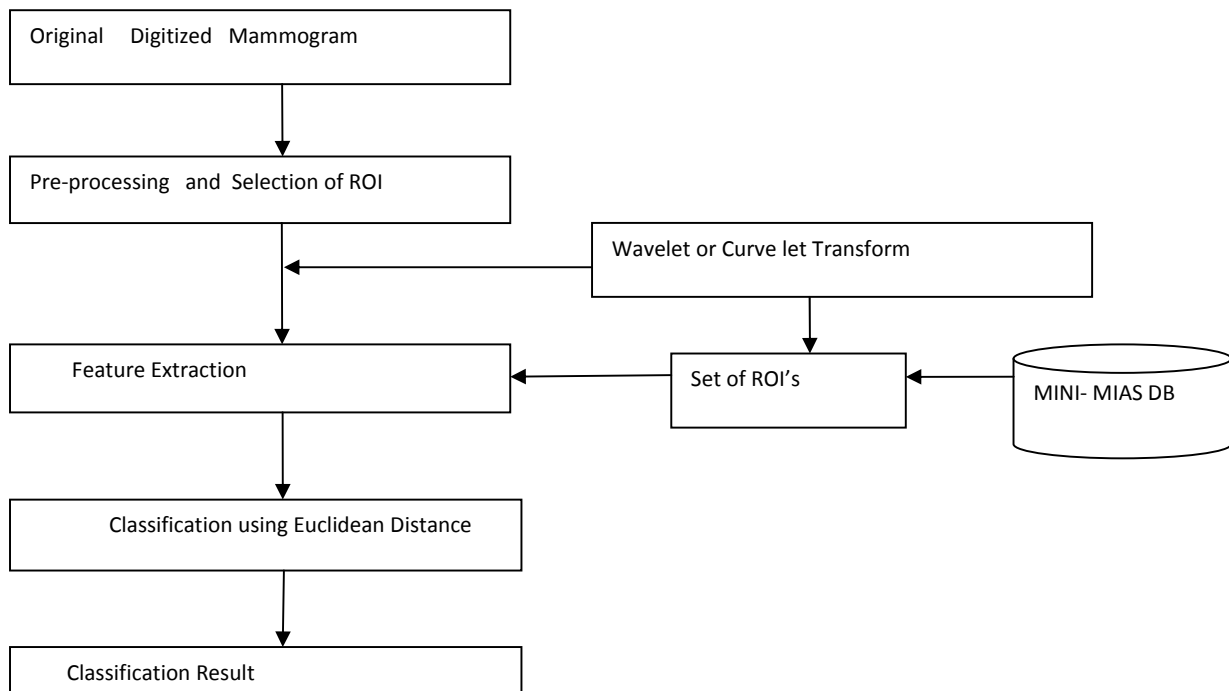 Original Digitized Mammogram
Pre-processing and Selection of ROI
Wavelet or Curve let Transform
Feature Extraction
Set of ROI’s
MINI- MIAS DB
Classification using Euclidean Distance
Classification Result